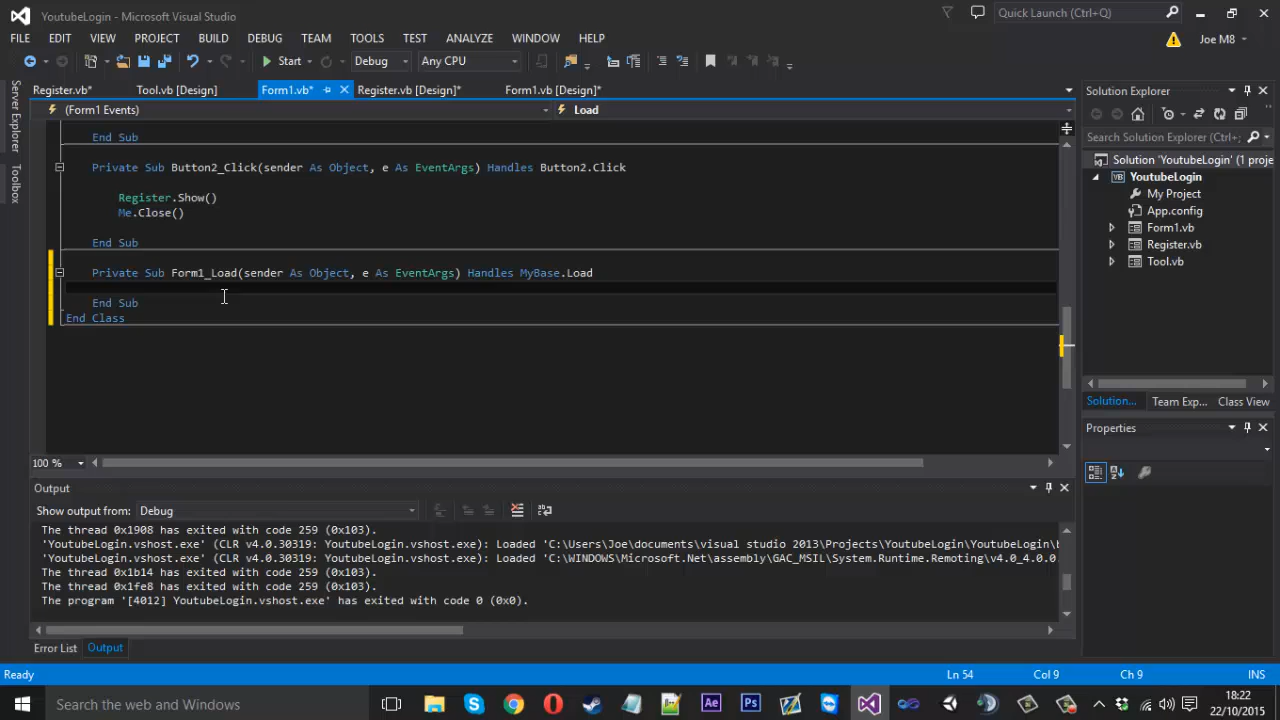 YoutubeLogin - Microsoft Visual Studio
Quick Launch (Ctrl+Q)
FILE EDIT VIEW PROJECT BUILD DEBUG TEAM TOOLS TEST ANALYZE WINDOW HELP
Joe M8
Start Debug Any CPU
Server Explorer
Toolbox
Register.vb* Tool.vb [Design] Form1.vb* Register.vb [Design]* Form1.vb [Design]*
(Form1 Events) Load
End Sub
Private Sub Button2_Click(sender As Object, e As EventArgs) Handles Button2.Click
Register.Show()
Me.Close()
End Sub
Private Sub Form1_Load(sender As Object, e As EventArgs) Handles MyBase.Load
End Sub
End Class
100 %
Solution Explorer
Search Solution Explorer (Ctrl+;
Solution 'YoutubeLogin' (1 proje
YoutubeLogin
My Project
App.config
Form1.vb
Register.vb
Tool.vb
Solution... Team Exp... Class View
Properties
Output
Show output from: Debug
The thread 0x1908 has exited with code 259 (0x103).
'YoutubeLogin.vshost.exe' (CLR v4.0.30319: YoutubeLogin.vshost.exe): Loaded 'C:\Users\Joe\documents\visual studio 2013\Projects\YoutubeLogin\YoutubeLogin\b
'YoutubeLogin.vshost.exe' (CLR v4.0.30319: YoutubeLogin.vshost.exe): Loaded 'C:\WINDOWS\Microsoft.Net\assembly\GAC_MSIL\System.Runtime.Remoting\v4.0_4.0.0
The thread 0x1b14 has exited with code 259 (0x103).
The thread 0x1fe8 has exited with code 259 (0x103).
The program '[4012] YoutubeLogin.vshost.exe' has exited with code 0 (0x0).
Error List Output
Ready Ln 54 Col 9 Ch 9 INS
Search the web and Windows
Ae Ps
18:22
22/10/2015